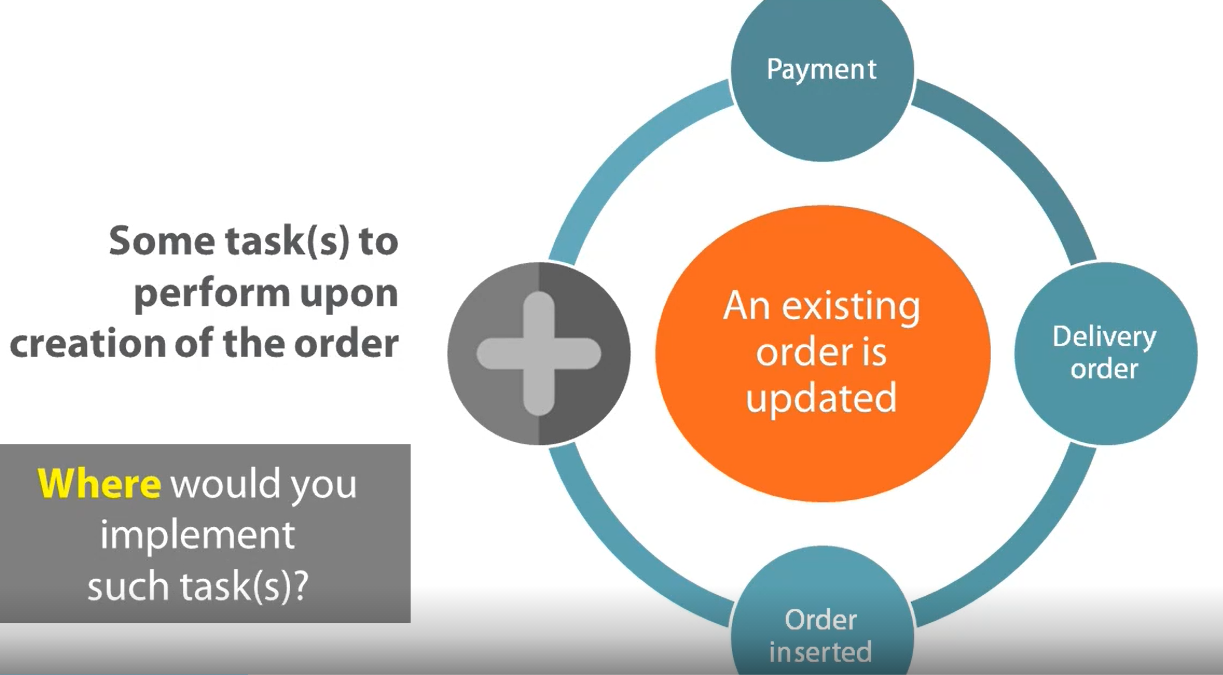 Payment
Some task(s) to
perform upon
creation of the order
An existing
order is
updated
Delivery
order
Where would you
implement
such task(s)?
Order
inserted